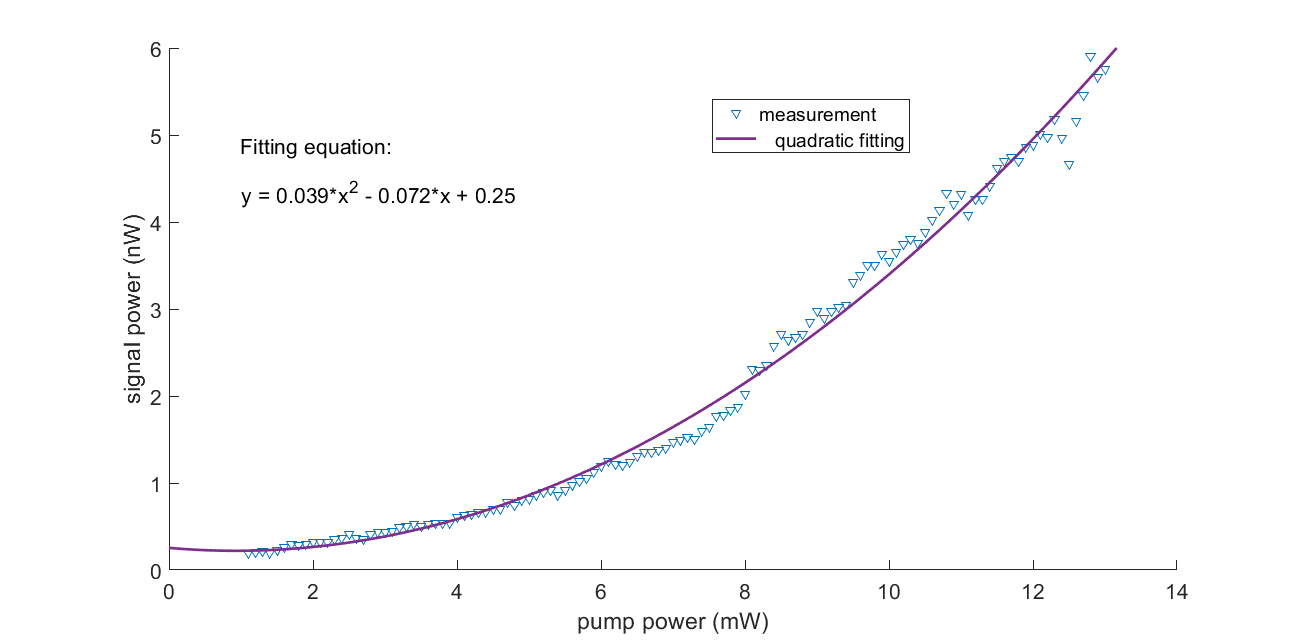 6
5
4
3
2
1
0
signal power (nW)
Fitting equation:
y = 0.039*x² - 0.072*x + 0.25
measurement
quadratic fitting
0 2 4 6 8 10 12 14
pump power (mW)